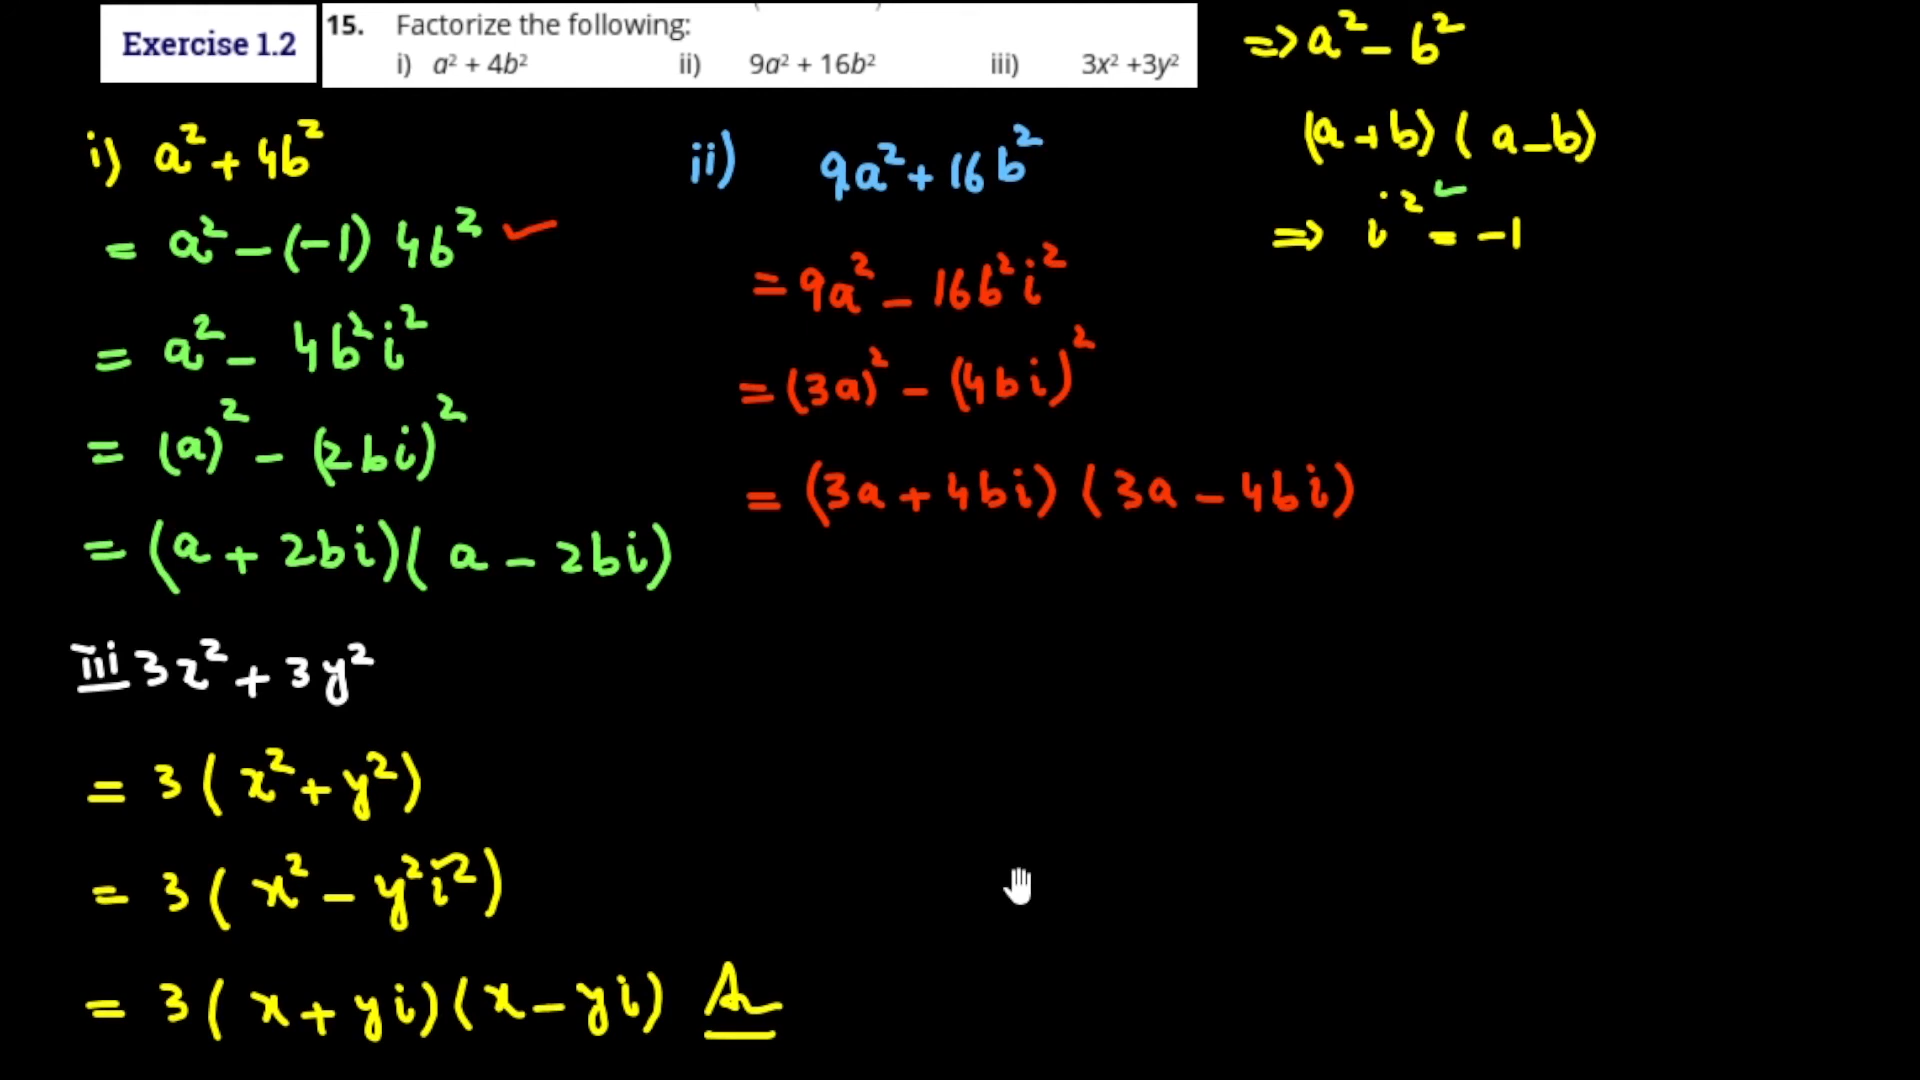 Exercise 1.2
15. Factorize the following:
i) a² + 4b² ii) 9a² + 16b² iii) 3x² +3y²
=> a² - b²
(a + b) (a - b)
=> i² = -1
i) a² + 4b²
= a² - (-1) 4b²
= a² - 4b²i²
= (a)² - (2bi)²
= (a + 2bi)(a - 2bi)
ii) 9a² + 16b²
= 9a² - 16b²i²
= (3a)² - (4bi)²
= (3a + 4bi) (3a - 4bi)
iii 3x² + 3y²
= 3 (x² + y²)
= 3 (x² - y²i²)
= 3 (x + yi)(x - yi)